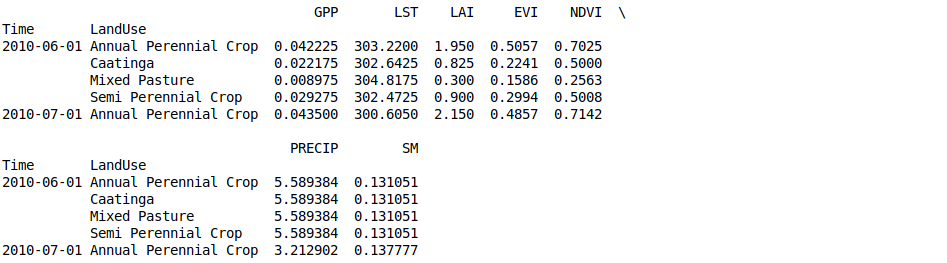 GPP       LST    LAI     EVI    NDVI  \
Time       LandUse
2010-06-01 Annual Perennial Crop  0.042225  303.2200  1.950  0.5057  0.7025
           Caatinga               0.022175  302.6425  0.825  0.2241  0.5000
           Mixed Pasture          0.008975  304.8175  0.300  0.1586  0.2563
           Semi Perennial Crop    0.029275  302.4725  0.900  0.2994  0.5008
2010-07-01 Annual Perennial Crop  0.043500  300.6050  2.150  0.4857  0.7142

                                    PRECIP        SM
Time       LandUse
2010-06-01 Annual Perennial Crop  5.589384  0.131051
           Caatinga               5.589384  0.131051
           Mixed Pasture          5.589384  0.131051
           Semi Perennial Crop    5.589384  0.131051
2010-07-01 Annual Perennial Crop  3.212902  0.137777